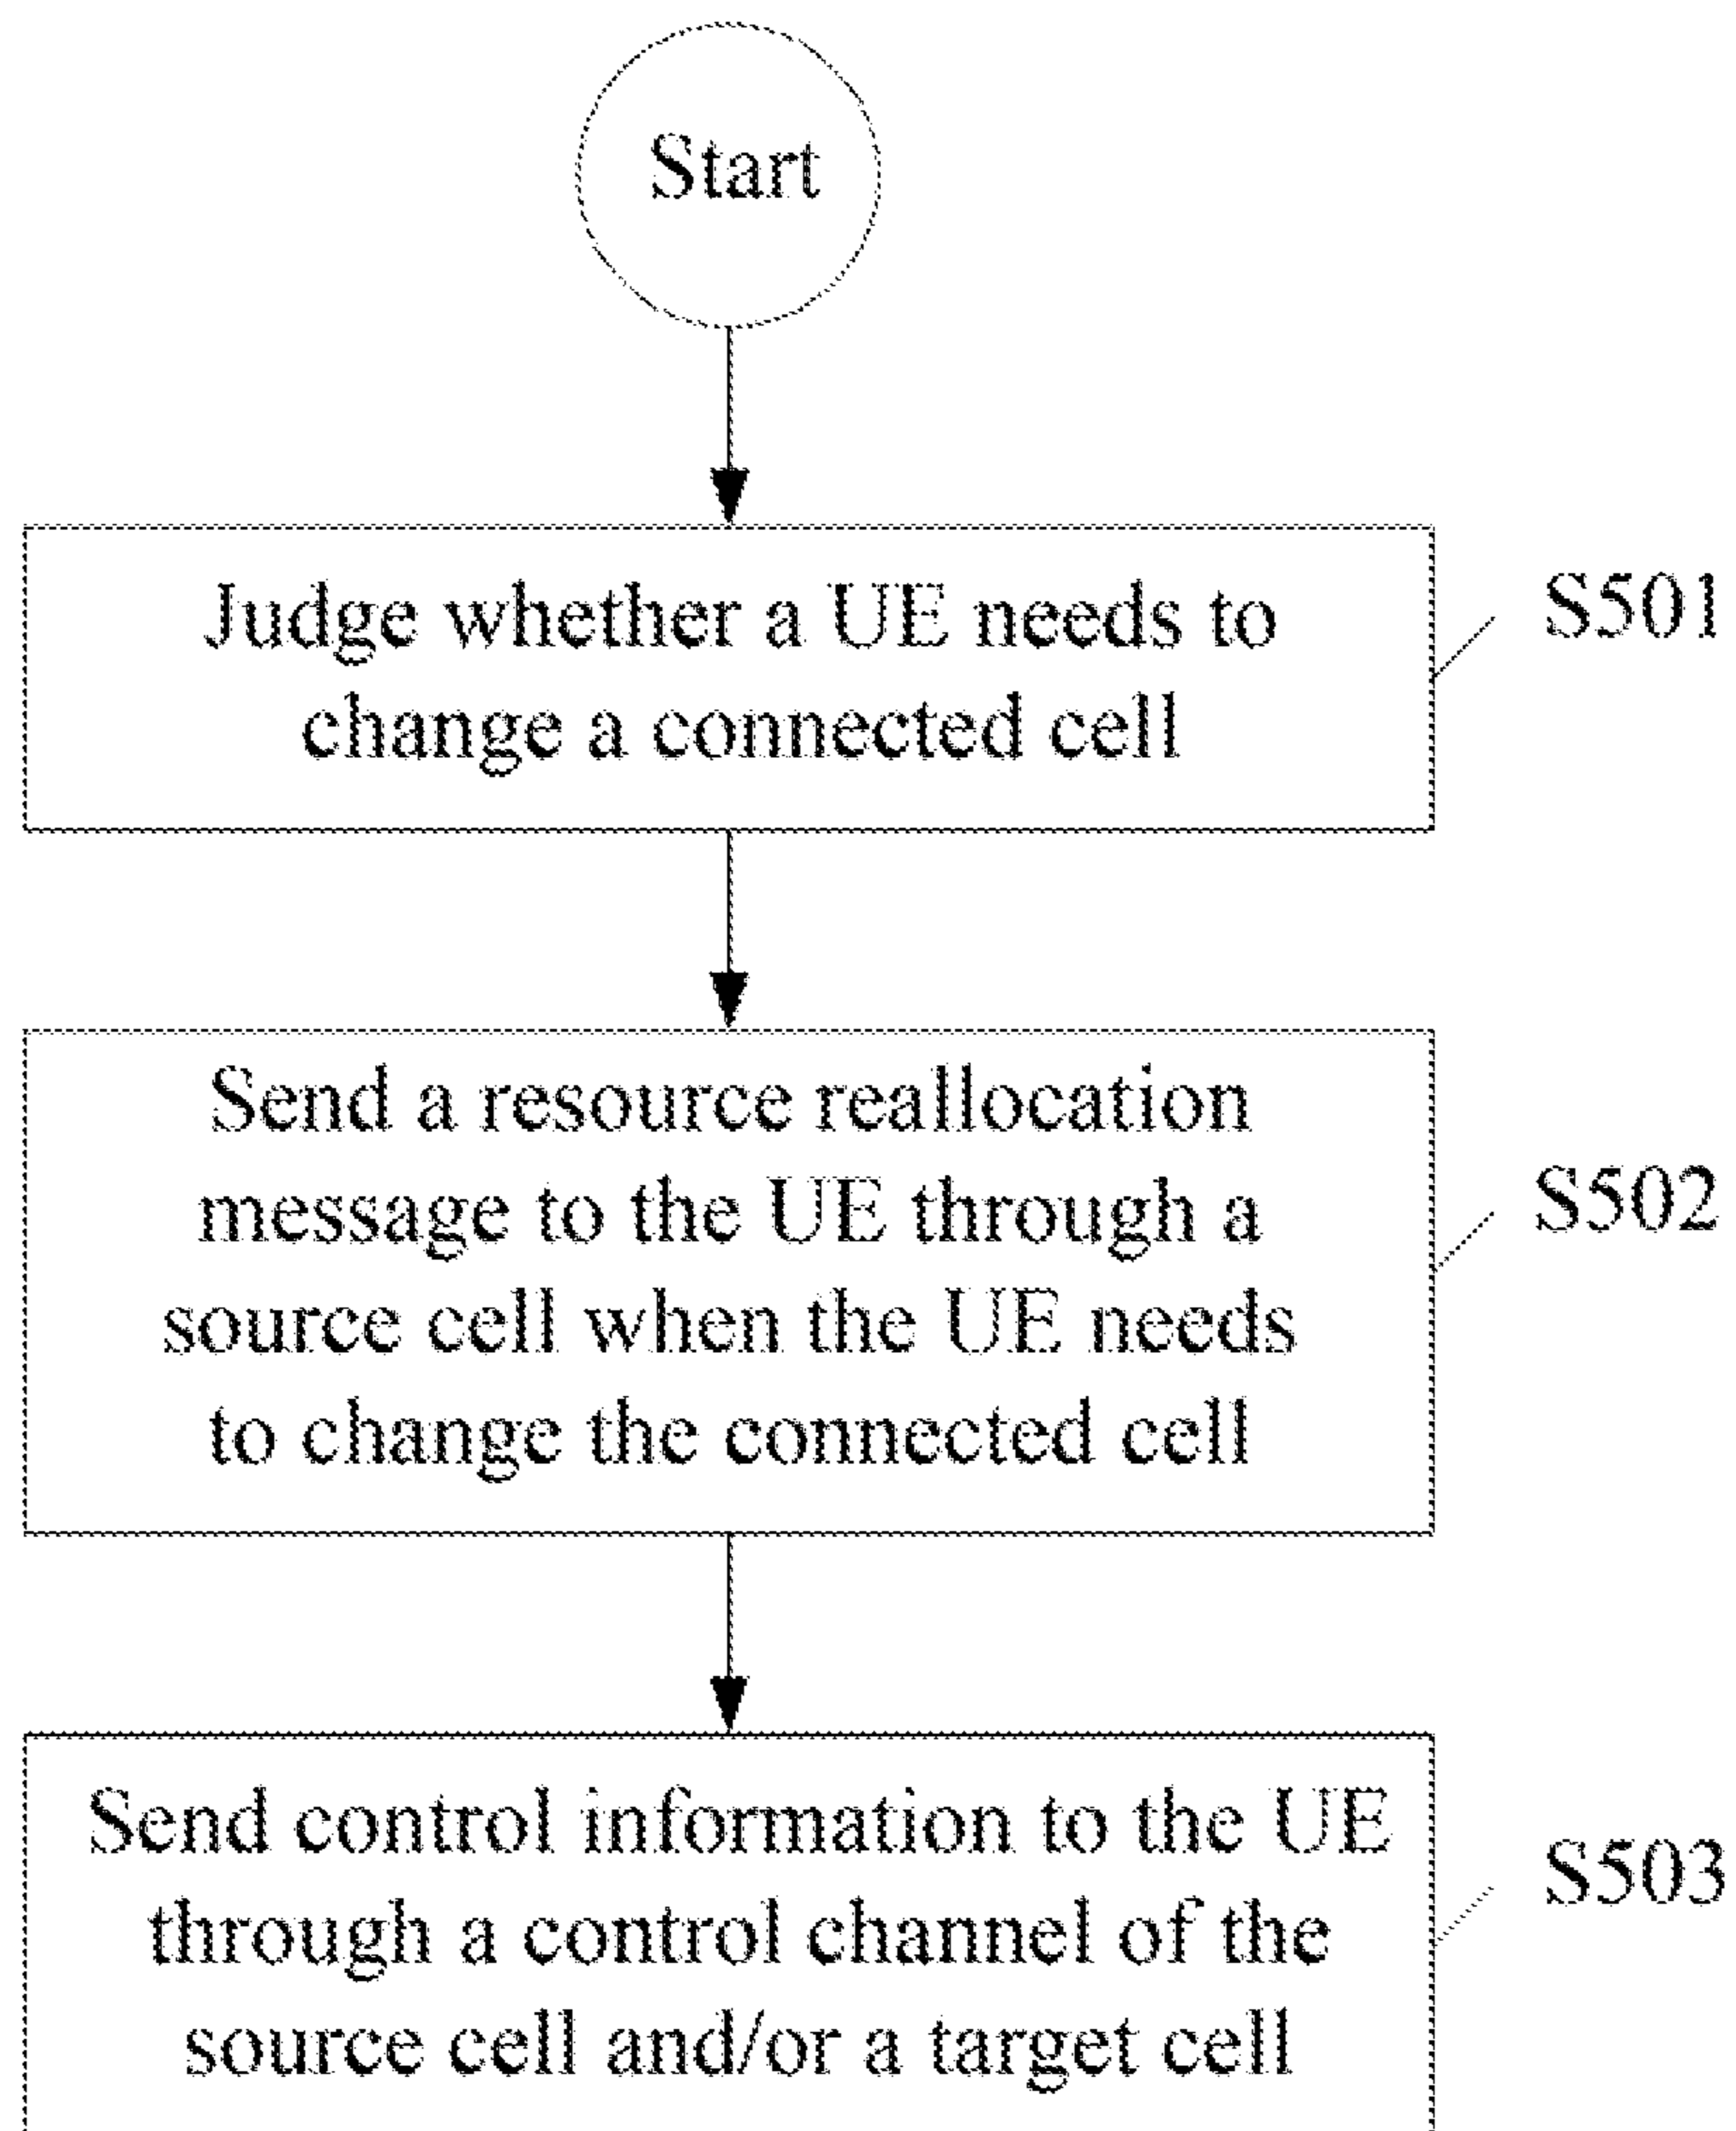 Start
Judge whether a UE needs to
change a connected cell
S501
Send a resource reallocation
message to the UE through a
source cell when the UE needs
to change the connected cell
S502
Send control information to the UE
through a control channel of the
source cell and/or a target cell
S503